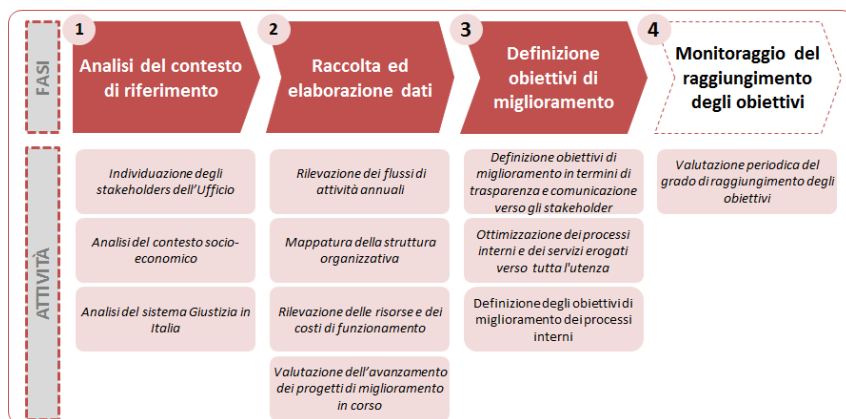 FASI
1
Analisi del contesto
di riferimento
2
Raccolta ed
elaborazione dati
3
Definizione
obiettivi di
miglioramento
4
Monitoraggio del
raggiungimento
degli obiettivi
ATTIVITÀ
Individuazione degli
stakeholders dell'Ufficio
Analisi del contesto socio-
economico
Analisi del sistema Giustizia in
Italia
Rilevazione dei flussi di
attività annuali
Mappatura della struttura
organizzativa
Rilevazione delle risorse e dei
costi di funzionamento
Valutazione dell'avanzamento
dei progetti di miglioramento
in corso
Definizione obiettivi di
miglioramento in termini di
trasparenza e comunicazione
verso gli stakeholder
Ottimizzazione dei processi
interni e dei servizi erogati
verso tutta l'utenza
Definizione degli obiettivi di
miglioramento dei processi
interni
Valutazione periodica del
grado di raggiungimento degli
obiettivi